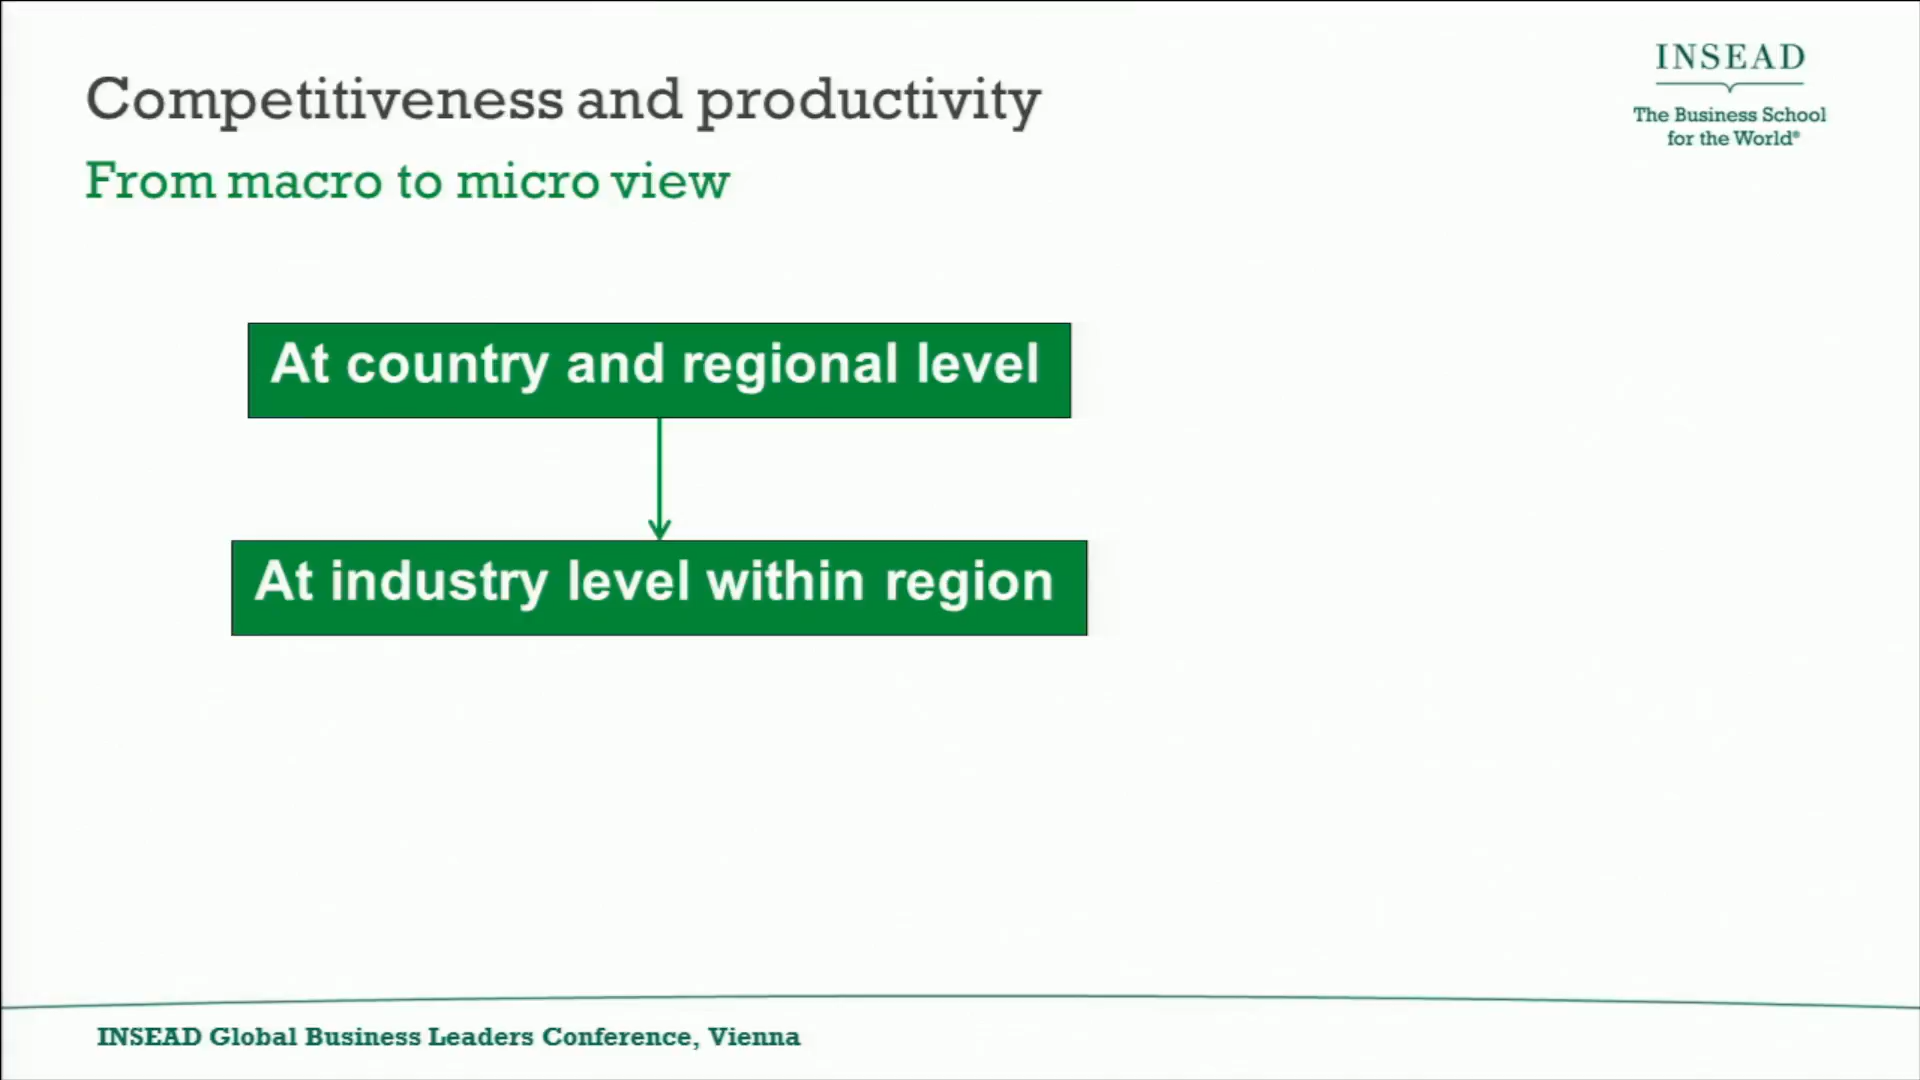 Competitiveness and productivity
From macro to micro view
INSEAD
The Business School
for the World®
At country and regional level
At industry level within region
INSEAD Global Business Leaders Conference, Vienna